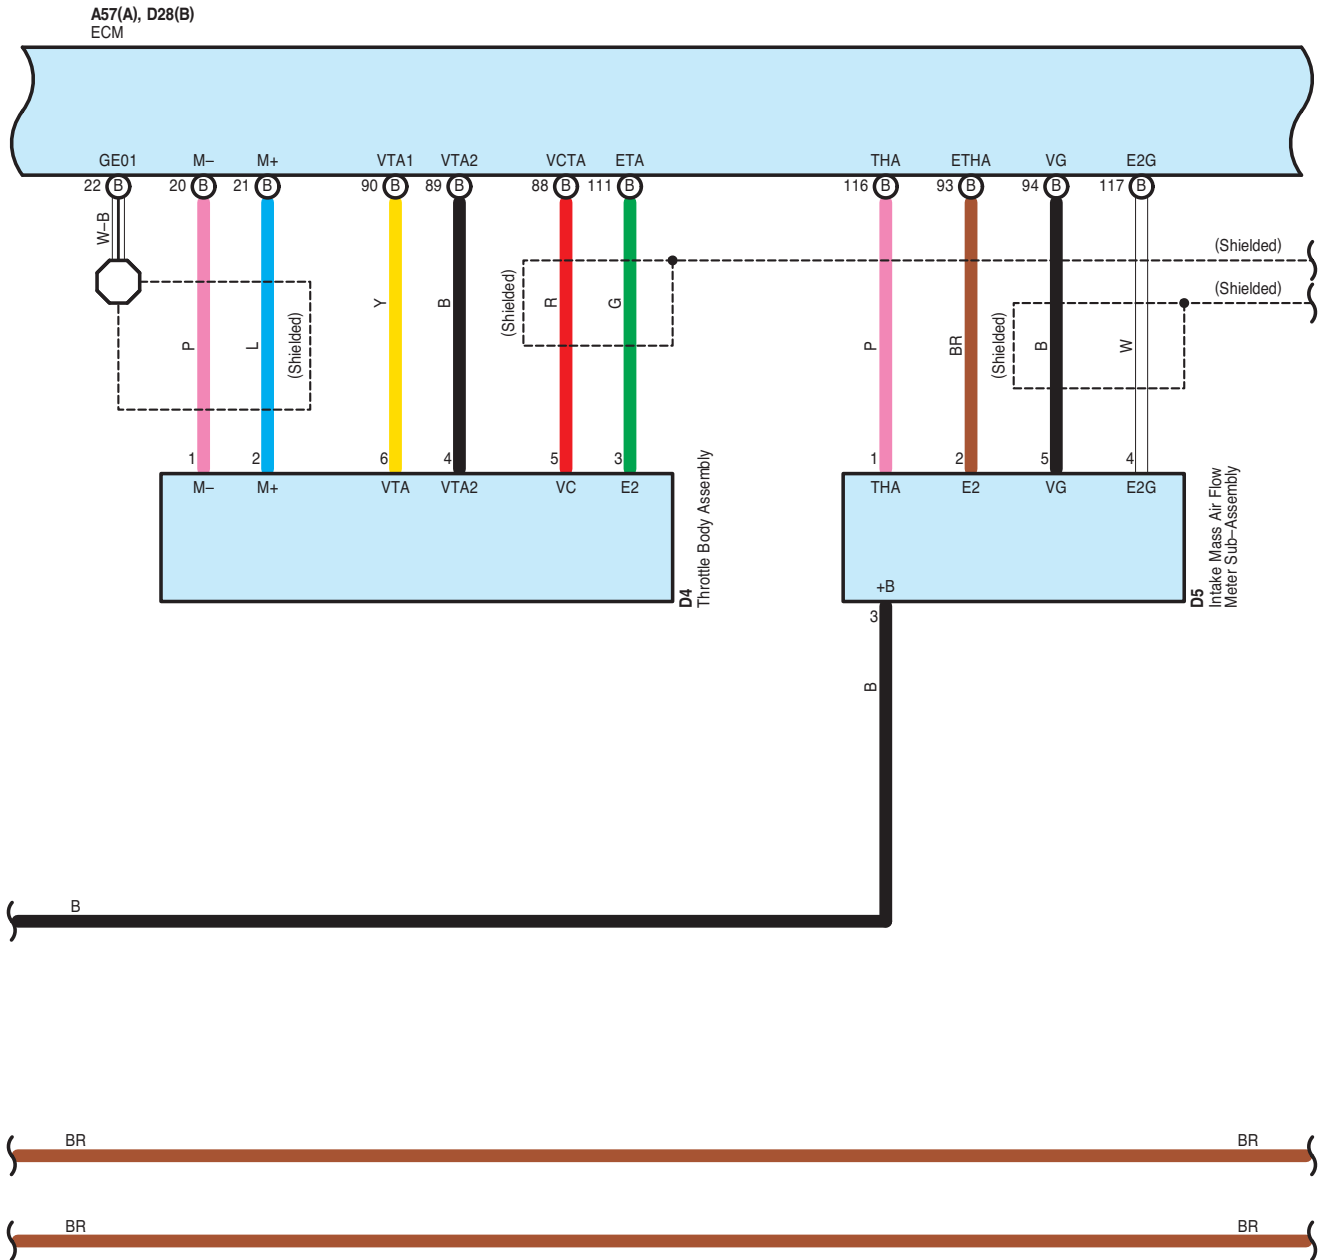 A57(A), D28(B)
ECM
GE01 M– M+ VTA1 VTA2 VCTA ETA THA ETHA VG E2G
22 B 20 B 21 B 90 B 89 B 88 B 111 B 116 B 93 B 94 B 117 B
W–B
(Shielded)
(Shielded)
P L (Shielded) Y B (Shielded) R G P BR (Shielded) B W
1 2 6 4 5 3 1 2 5 4
M– M+ VTA VTA2 VC E2 THA E2 VG E2G
D4
Throttle Body Assembly
+B
D5
Intake Mass Air Flow
Meter Sub–Assembly
3
B
B
BR BR
BR BR